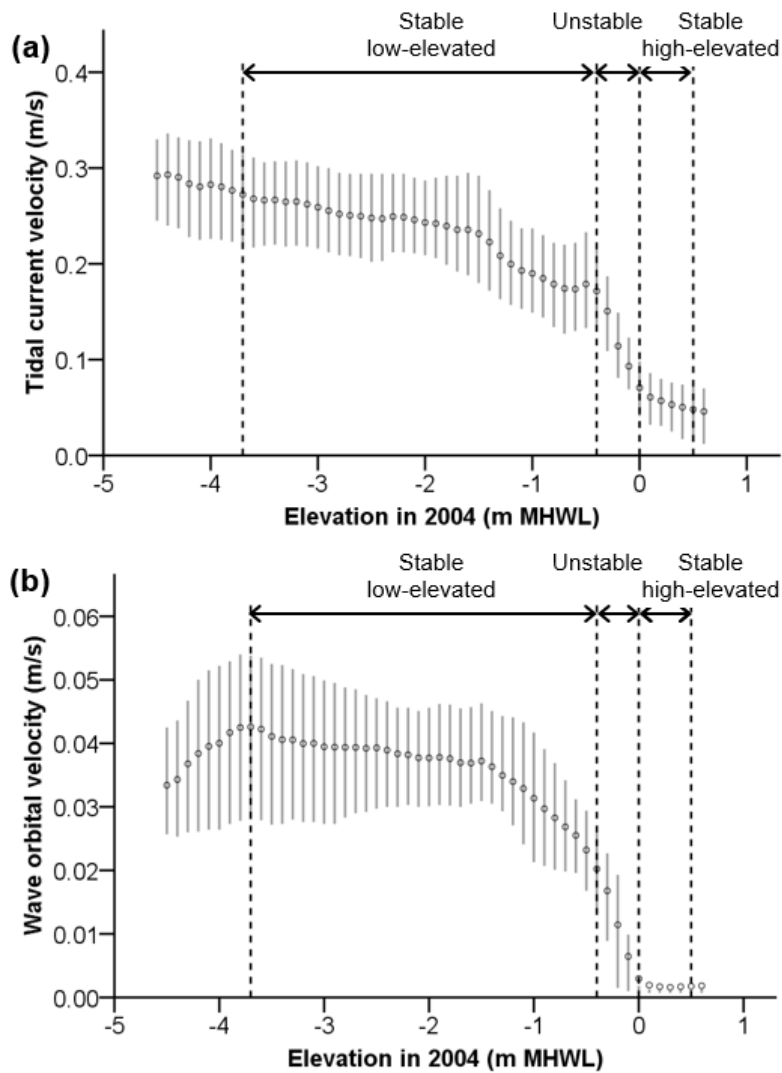 (a)
Stable
low-elevated
Unstable
Stable
high-elevated
Tidal current velocity (m/s)
0.4
0.3
0.2
0.1
0.0
-5 -4 -3 -2 -1 0 1
Elevation in 2004 (m MHWL)
(b)
Stable
low-elevated
Unstable
Stable
high-elevated
Wave orbital velocity (m/s)
0.06
0.05
0.04
0.03
0.02
0.01
0.00
-5 -4 -3 -2 -1 0 1
Elevation in 2004 (m MHWL)